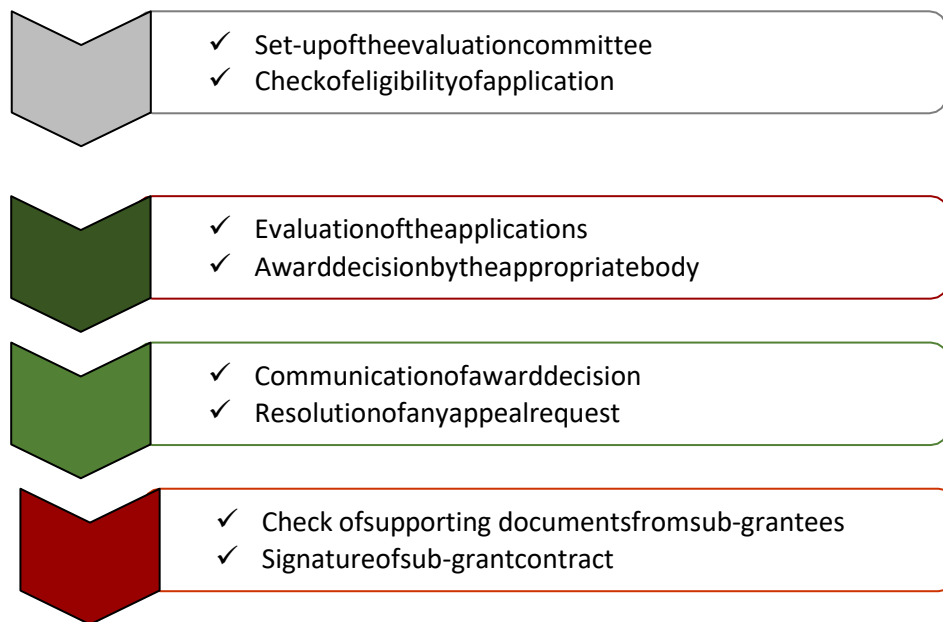 ✓ Set-upoftheevaluationcommittee
✓ Checkofeligibilityofapplication
✓ Evaluationoftheapplications
✓ Awarddecisionbytheappropriatebody
✓ Communicationofawarddecision
✓ Resolutionofanyappealrequest
✓ Check ofsupporting documentsfromsub-grantees
✓ Signatureofsub-grantcontract